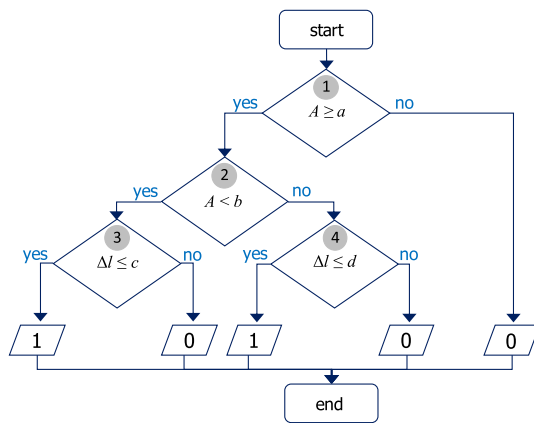 start
1
yes
no
A ≥ a
2
yes
no
A < b
3
4
yes
no
yes
no
Δl ≤ c
Δl ≤ d
1
0
1
0
0
end